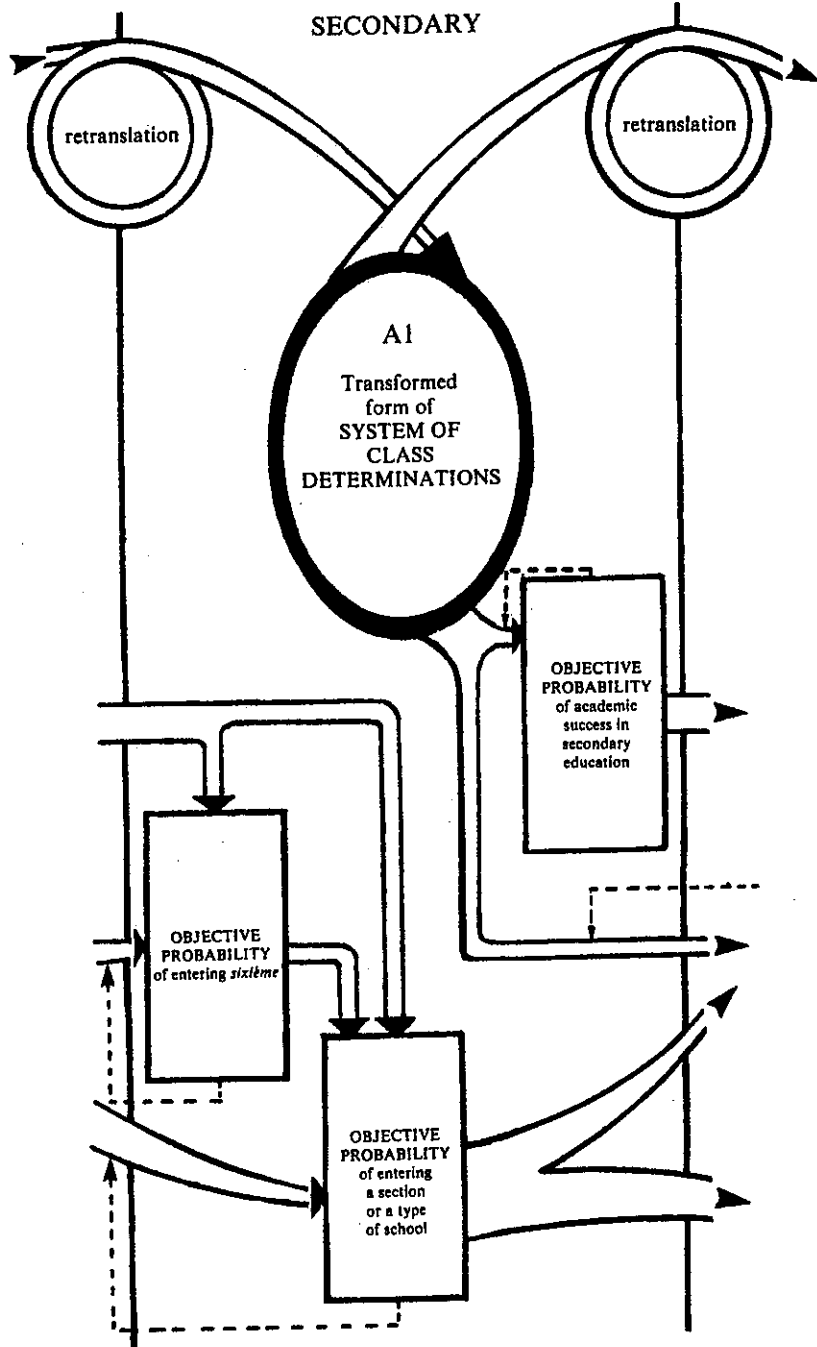 SECONDARY
retranslation
retranslation
A1
Transformed
form of
SYSTEM OF
CLASS
DETERMINATIONS
OBJECTIVE
PROBABILITY
of academic
success in
secondary
education
OBJECTIVE
PROBABILITY
of entering sixième
OBJECTIVE
PROBABILITY
of entering
a section
or a type
of school